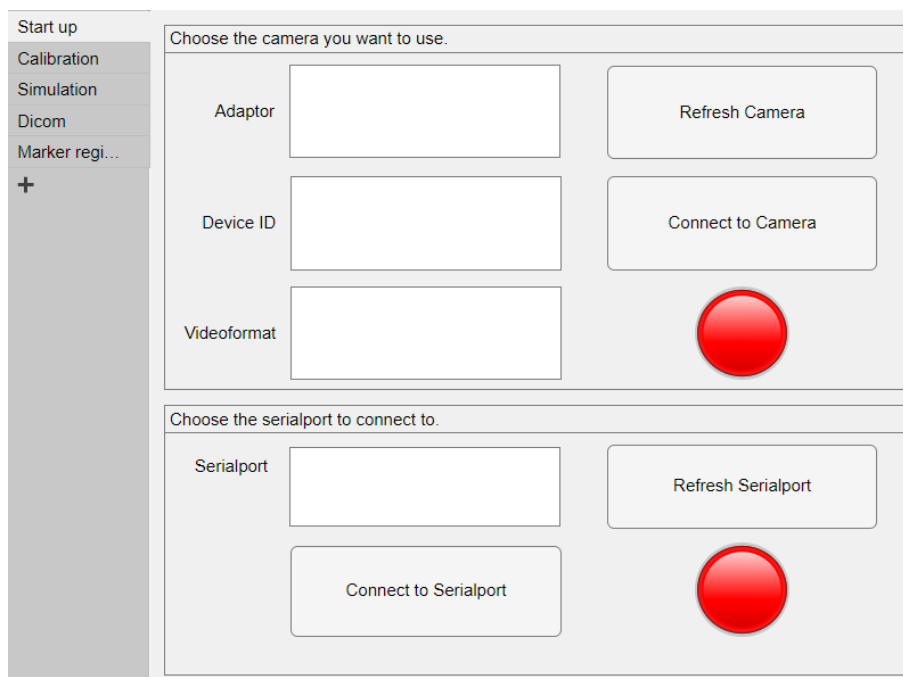 Start up
Calibration
Simulation
Dicom
Marker regi...
+
Choose the camera you want to use.
Adaptor
Refresh Camera
Device ID
Connect to Camera
Videoformat
Choose the serialport to connect to.
Serialport
Refresh Serialport
Connect to Serialport